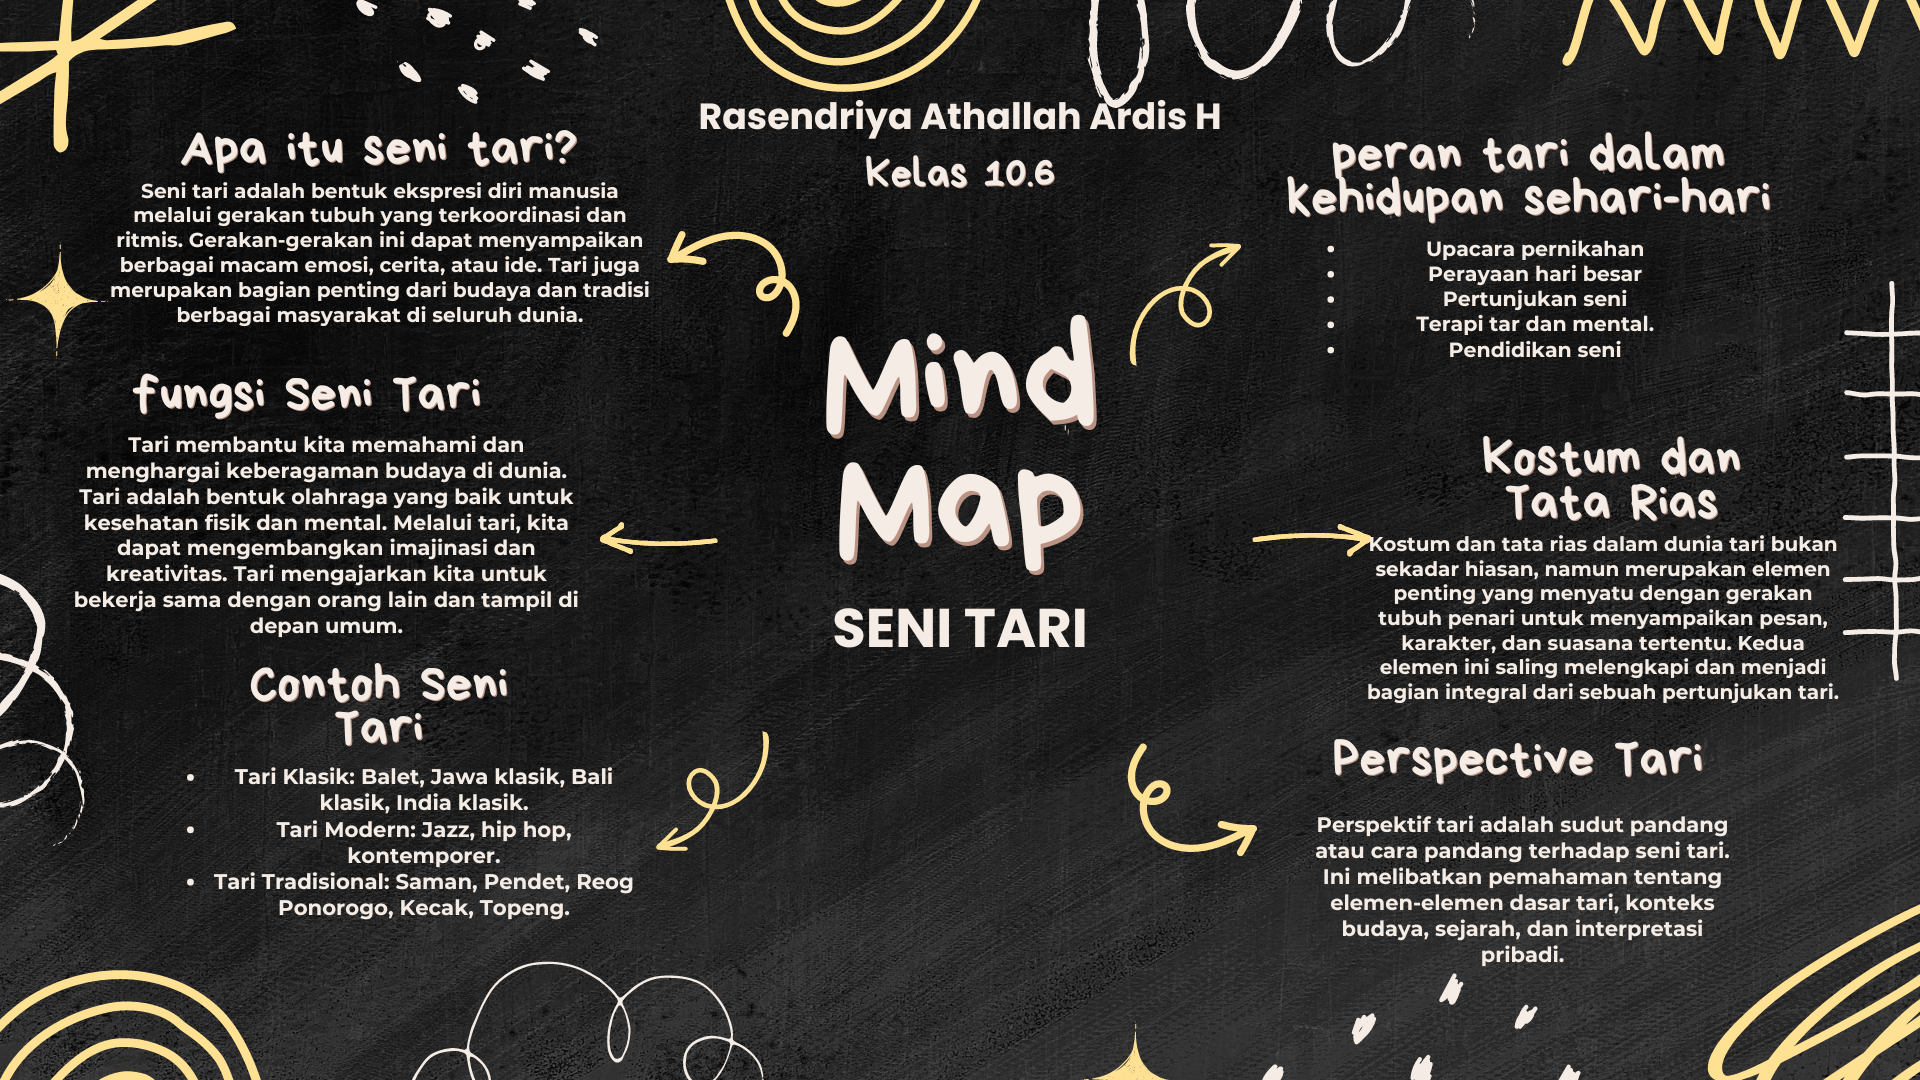 Rasendriya Athallah Ardis H
Kelas 10.6
Mind
Map
SENI TARI
Apa itu seni tari?
Seni tari adalah bentuk ekspresi diri manusia
melalui gerakan tubuh yang terkoordinasi dan
ritmis. Gerakan-gerakan ini dapat menyampaikan
berbagai macam emosi, cerita, atau ide. Tari juga
merupakan bagian penting dari budaya dan tradisi
berbagai masyarakat di seluruh dunia.
fungsi Seni Tari
Tari membantu kita memahami dan
menghargai keberagaman budaya di dunia.
Tari adalah bentuk olahraga yang baik untuk
kesehatan fisik dan mental. Melalui tari, kita
dapat mengembangkan imajinasi dan
kreativitas. Tari mengajarkan kita untuk
bekerja sama dengan orang lain dan tampil di
depan umum.
Contoh Seni
Tari
• Tari Klasik: Balet, Jawa klasik, Bali
klasik, India klasik.
• Tari Modern: Jazz, hip hop,
kontemporer.
• Tari Tradisional: Saman, Pendet, Reog
Ponorogo, Kecak, Topeng.
peran tari dalam
kehidupan sehari-hari
• Upacara pernikahan
• Perayaan hari besar
• Pertunjukan seni
• Terapi tar dan mental.
• Pendidikan seni
Kostum dan
Tata Rias
Kostum dan tata rias dalam dunia tari bukan
sekadar hiasan, namun merupakan elemen
penting yang menyatu dengan gerakan
tubuh penari untuk menyampaikan pesan,
karakter, dan suasana tertentu. Kedua
elemen ini saling melengkapi dan menjadi
bagian integral dari sebuah pertunjukan tari.
Perspective Tari
Perspektif tari adalah sudut pandang
atau cara pandang terhadap seni tari.
Ini melibatkan pemahaman tentang
elemen-elemen dasar tari, konteks
budaya, sejarah, dan interpretasi
pribadi.